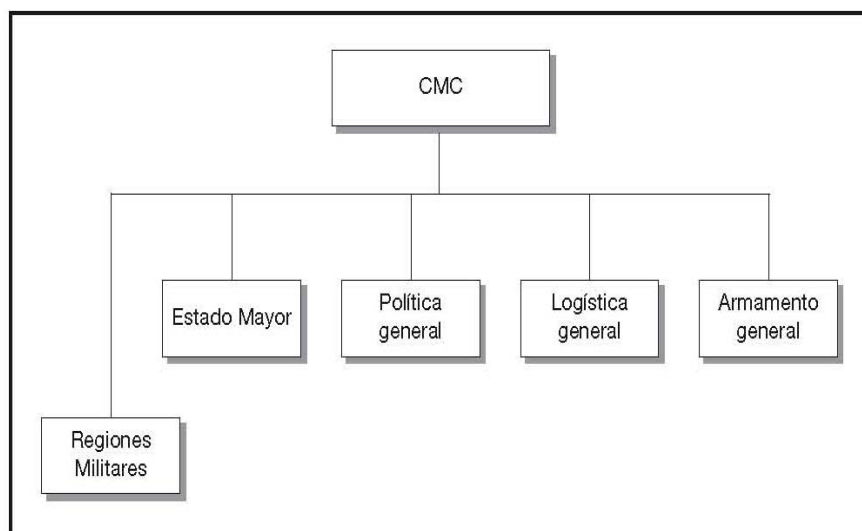 CMC
Estado Mayor
Política
general
Logística
general
Armamento
general
Regiones
Militares